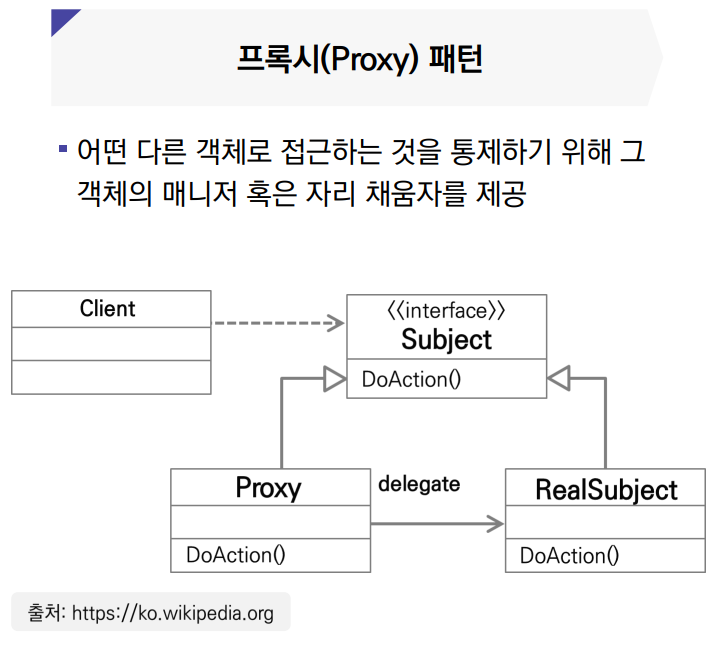 프록시(Proxy) 패턴
어떤 다른 객체로 접근하는 것을 통제하기 위해 그
객체의 매니저 혹은 자리 채움자를 제공
Client
<<interface>>
Subject
DoAction()
Proxy
delegate
RealSubject
DoAction()
DoAction()
출처: https://ko.wikipedia.org